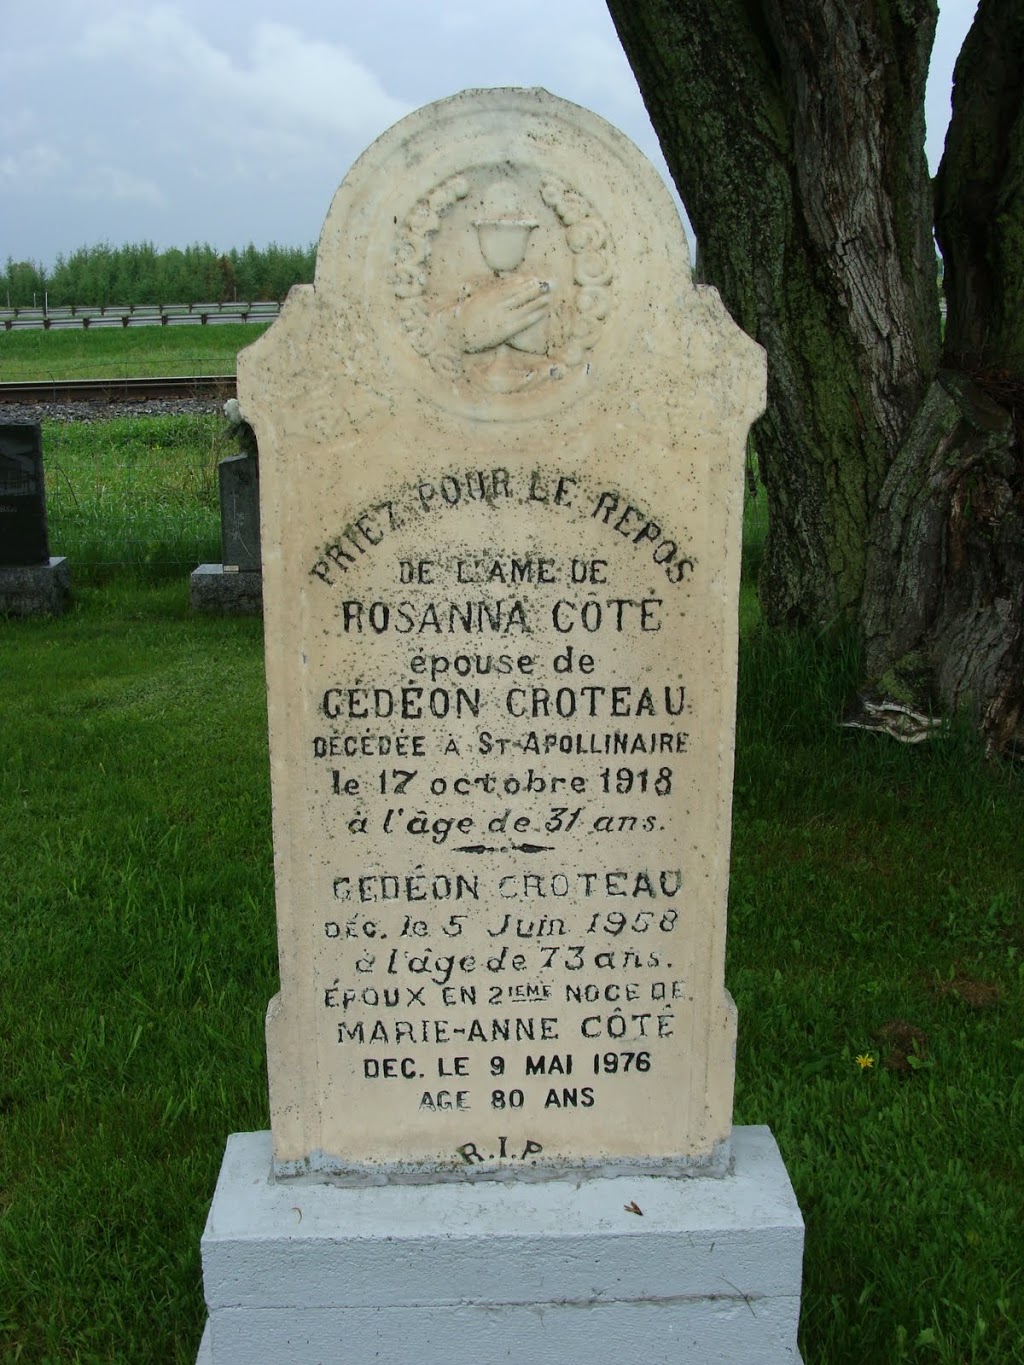 PRIEZ POUR LE REPOS
DE L'AME DE
ROSANNA CÔTÉ
épouse de
GÉDÉON CROTEAU
DÉCÉDÉE À ST-APOLLINAIRE
le 17 octobre 1918
à l'âge de 31 ans.
GEDÉON CROTEAU
DÉC. le 5 Juin 1958
à l'âge de 73 ans.
ÉPOUX EN 2IEME NOCE DE
MARIE-ANNE CÔTÉ
DEC. LE 9 MAI 1976
AGE 80 ANS
R.I.P.